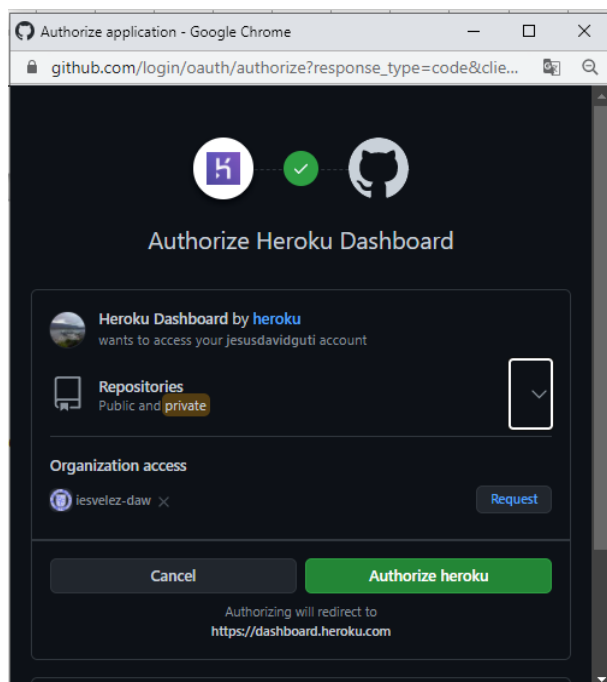 Authorize application - Google Chrome
github.com/login/oauth/authorize?response_type=code&clie...
Authorize Heroku Dashboard
Heroku Dashboard by heroku
wants to access your jesusdavidguti account
Repositories
Public and private
Organization access
iesvelez-daw
Request
Cancel
Authorize heroku
Authorizing will redirect to
https://dashboard.heroku.com